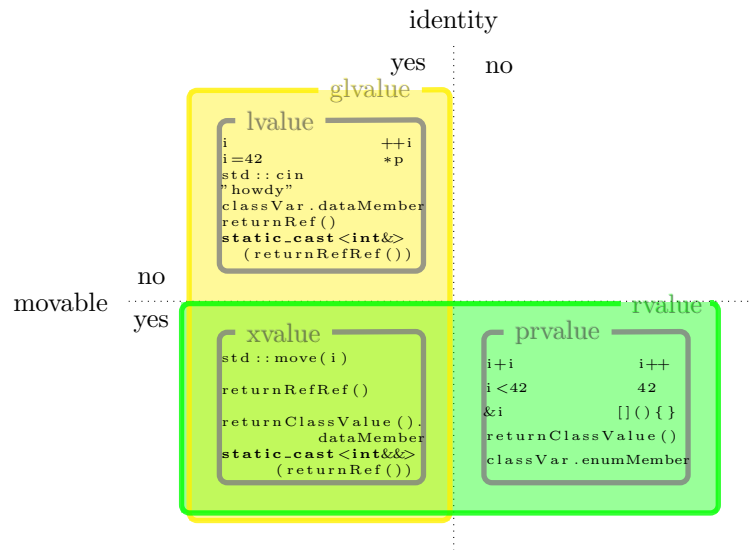 identity
yes no
glvalue
lvalue
i ++i
i=42 *p
std::cin
"howdy"
classVar.dataMember
returnRef()
static_cast<int&>
(returnRefRef())
no
movable
yes
rvalue
xvalue
std::move(i)
returnRefRef()
returnClassValue().
dataMember
static_cast<int&&>
(returnRef())
prvalue
i+i i++
i<42 42
&i [](){}
returnClassValue()
classVar.enumMember